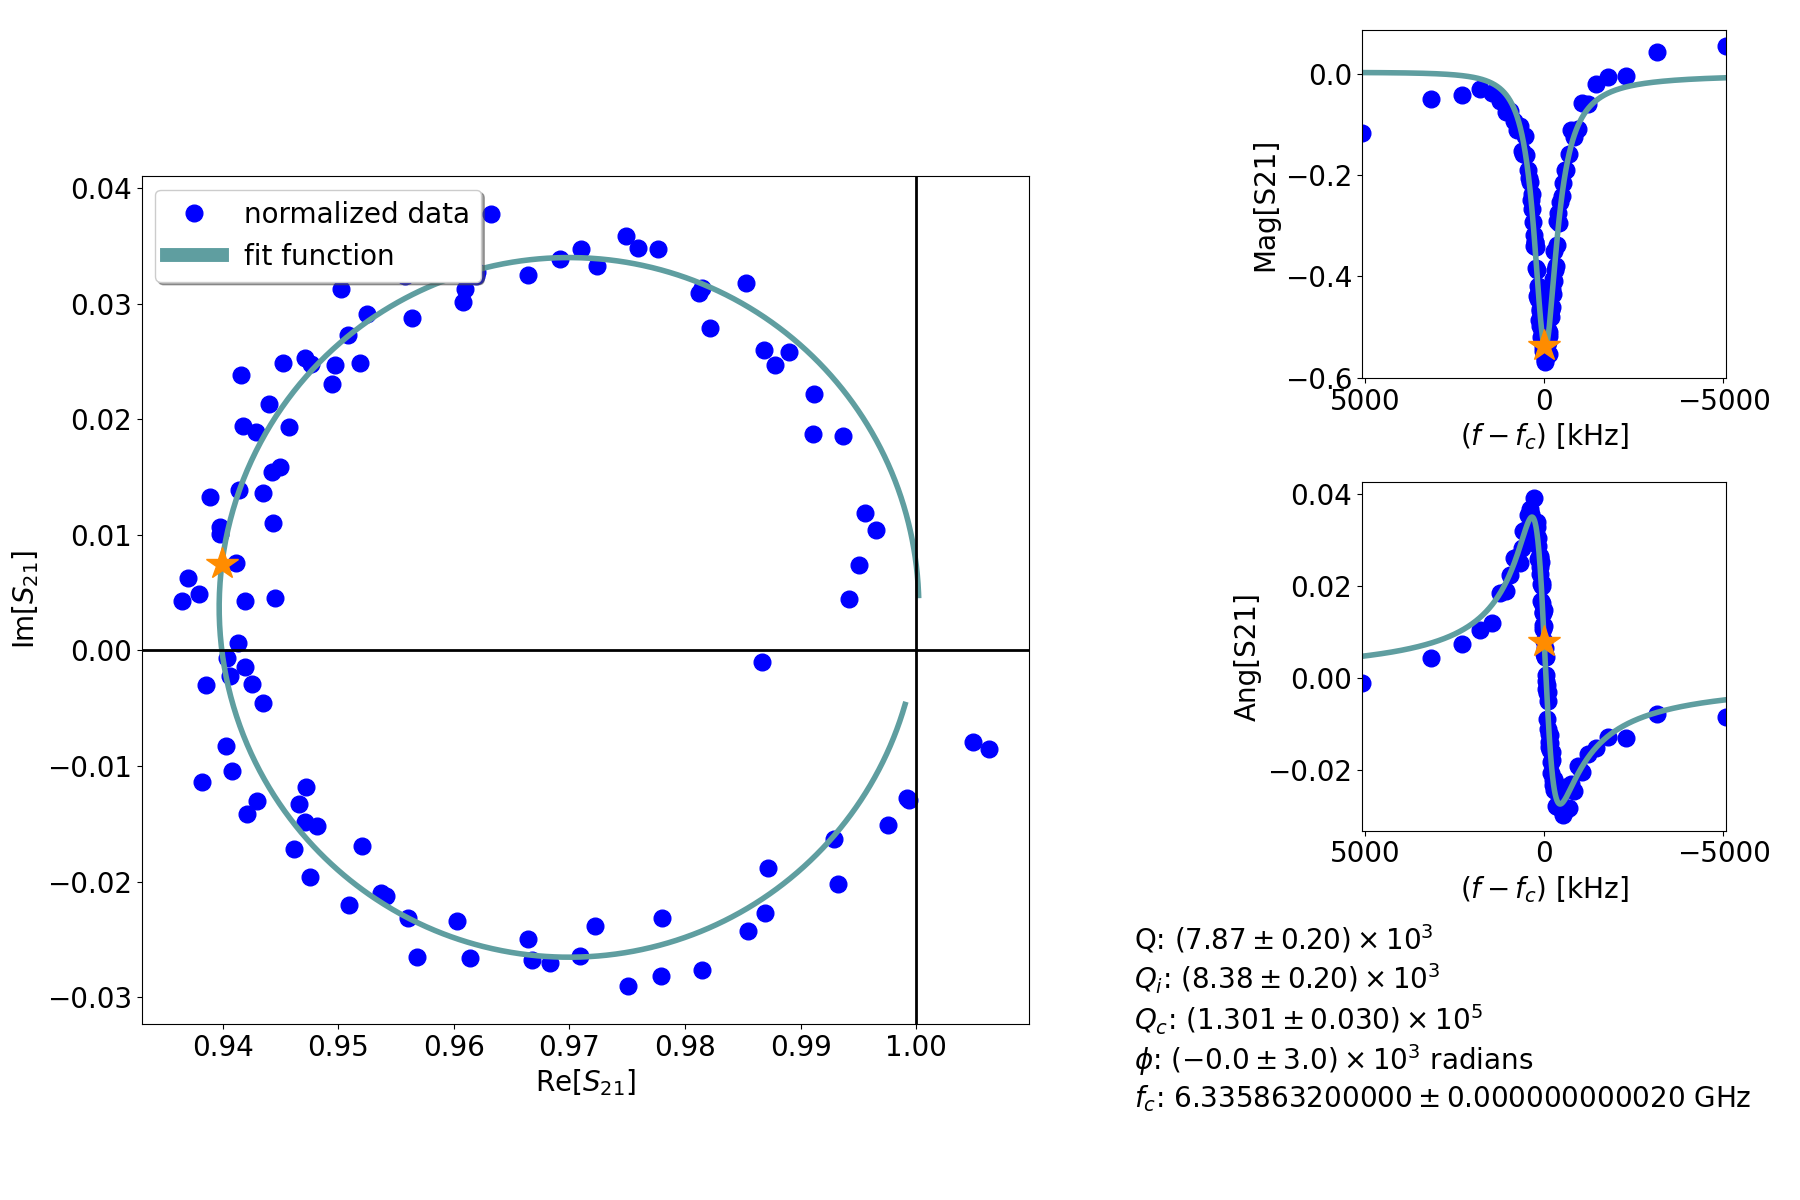 normalized data
fit function
0.04
0.03
0.02
0.01
0.00
−0.01
−0.02
−0.03
Im[S21]
0.94 0.95 0.96 0.97 0.98 0.99 1.00
Re[S21]
0.0
−0.2
−0.4
−0.6
Mag[S21]
5000 0 −5000
(f − fc) [kHz]
0.04
0.02
0.00
−0.02
Ang[S21]
5000 0 −5000
(f − fc) [kHz]
Q: (7.87 ± 0.20) × 10³
Qi: (8.38 ± 0.20) × 10³
Qc: (1.301 ± 0.030) × 10⁵
ϕ: (−0.0 ± 3.0) × 10³ radians
fc: 6.335863200000 ± 0.000000000020 GHz